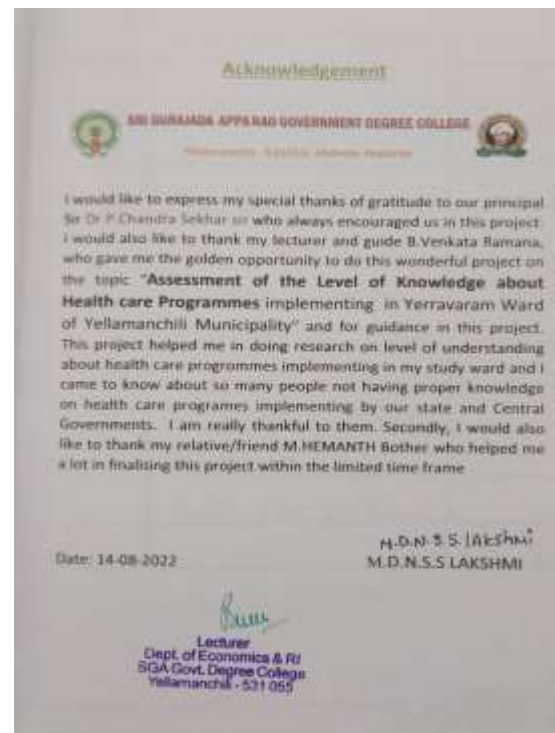 Acknowledgement
SRI GURAJADA APPARAO GOVERNMENT DEGREE COLLEGE
I would like to express my special thanks of gratitude to our principal
Sir Dr P Chandra Sekhar sir who always encouraged us in this project.
I would also like to thank my lecturer and guide B.Venkata Ramana,
who gave me the golden opportunity to do this wonderful project on
the topic "Assessment of the Level of Knowledge about
Health care Programmes implementing in Yerravaram Ward
of Yellamanchili Municipality" and for guidance in this project.
This project helped me in doing research on level of understanding
about health care progrommes implementing in my study ward and i
came to know about so many people not having proper knowledge
on health care programes implementing by our state and Central
Governments. I am really thankful to them. Secondly, I would also
like to thank my relative/friend M.HEMANTH Bother who helped me
a lot in finalising this project within the limited time frame
M.D.N.S.S.lAkshmi
Date: 14-08-2022
M.D.N.S.S LAKSHMI
Lecturer
Dept. of Economics & RI
SGA Govt. Degree College
Yellamanchili - 531 055